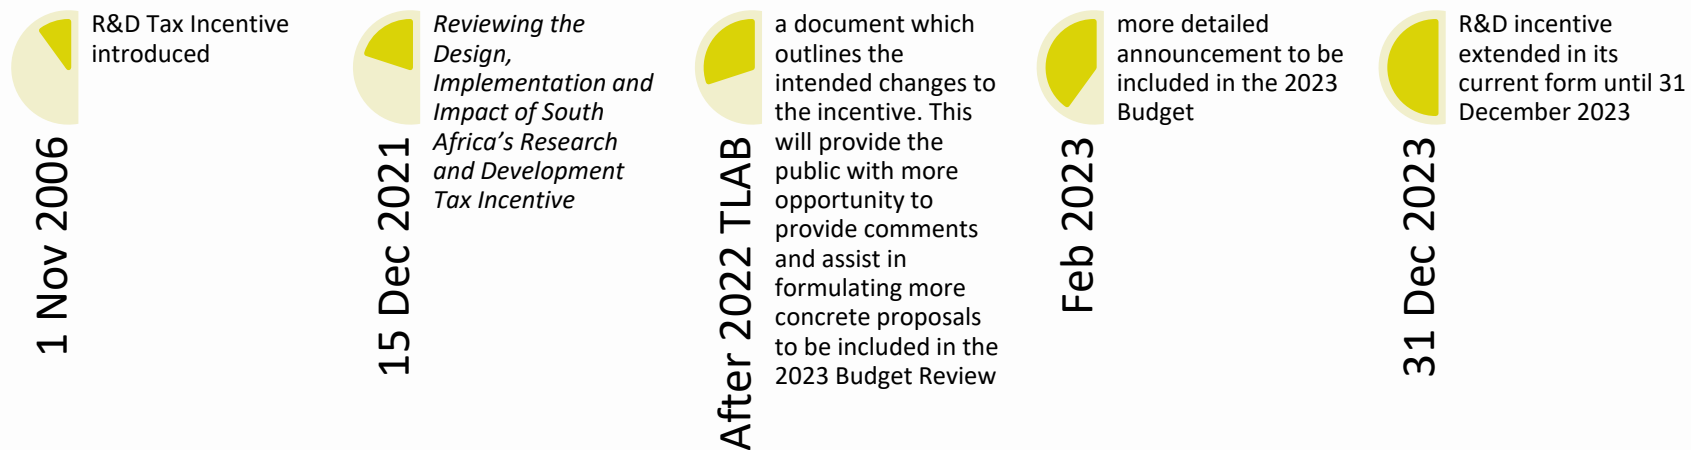 1 Nov 2006
R&D Tax Incentive
introduced
15 Dec 2021
Reviewing the
Design,
Implementation and
Impact of South
Africa’s Research
and Development
Tax Incentive
After 2022 TLAB
a document which
outlines the
intended changes to
the incentive. This
will provide the
public with more
opportunity to
provide comments
and assist in
formulating more
concrete proposals
to be included in the
2023 Budget Review
Feb 2023
more detailed
announcement to be
included in the 2023
Budget
31 Dec 2023
R&D incentive
extended in its
current form until 31
December 2023